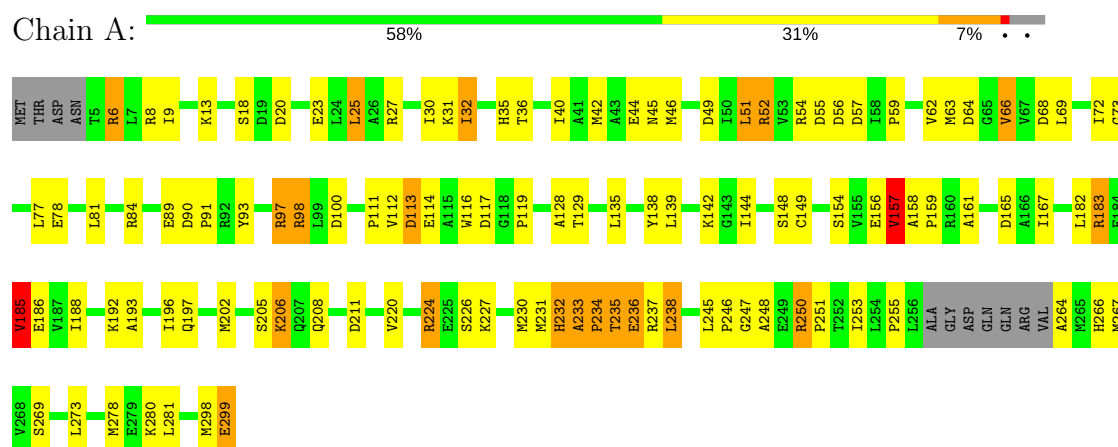 Chain A:
58% 31% 7% • •
MET THR ASP ASN T5 R6 L7 R8 I9 K13 S18 D19 D20 E23 L24 L25 A26 R27 I30 K31 I32 H35 T36 I40 A41 M42 A43 E44 N45 M46 D49 I50 L51 R52 V53 R54 D55 D56 D57 I58 P59 V62 M63 D64 G65 V66 V67 D68 L69 I72 G73
L77 E78 L81 R84 E89 D90 P91 R92 Y93 R97 R98 L99 D100 P111 V112 D113 E114 A115 W116 D117 G118 P119 A128 T129 L135 Y138 L139 K142 G143 I144 S148 C149 S154 V155 E156 V157 A158 P159 R160 A161 D165 A166 I167 L182 R183 E184
V185 E186 V187 I188 K192 A193 I196 Q197 M202 S205 K206 Q207 Q208 D211 V220 R224 E225 S226 K227 M230 M231 H232 A233 P234 T235 E236 R237 L238 L245 P246 G247 A248 E249 R250 P251 T252 I253 L254 P255 L256 ALA GLY ASP GLN GLN ARG VAL A264 M265 H266 W267
V268 S269 L273 M278 E279 K280 L281 M298 E299